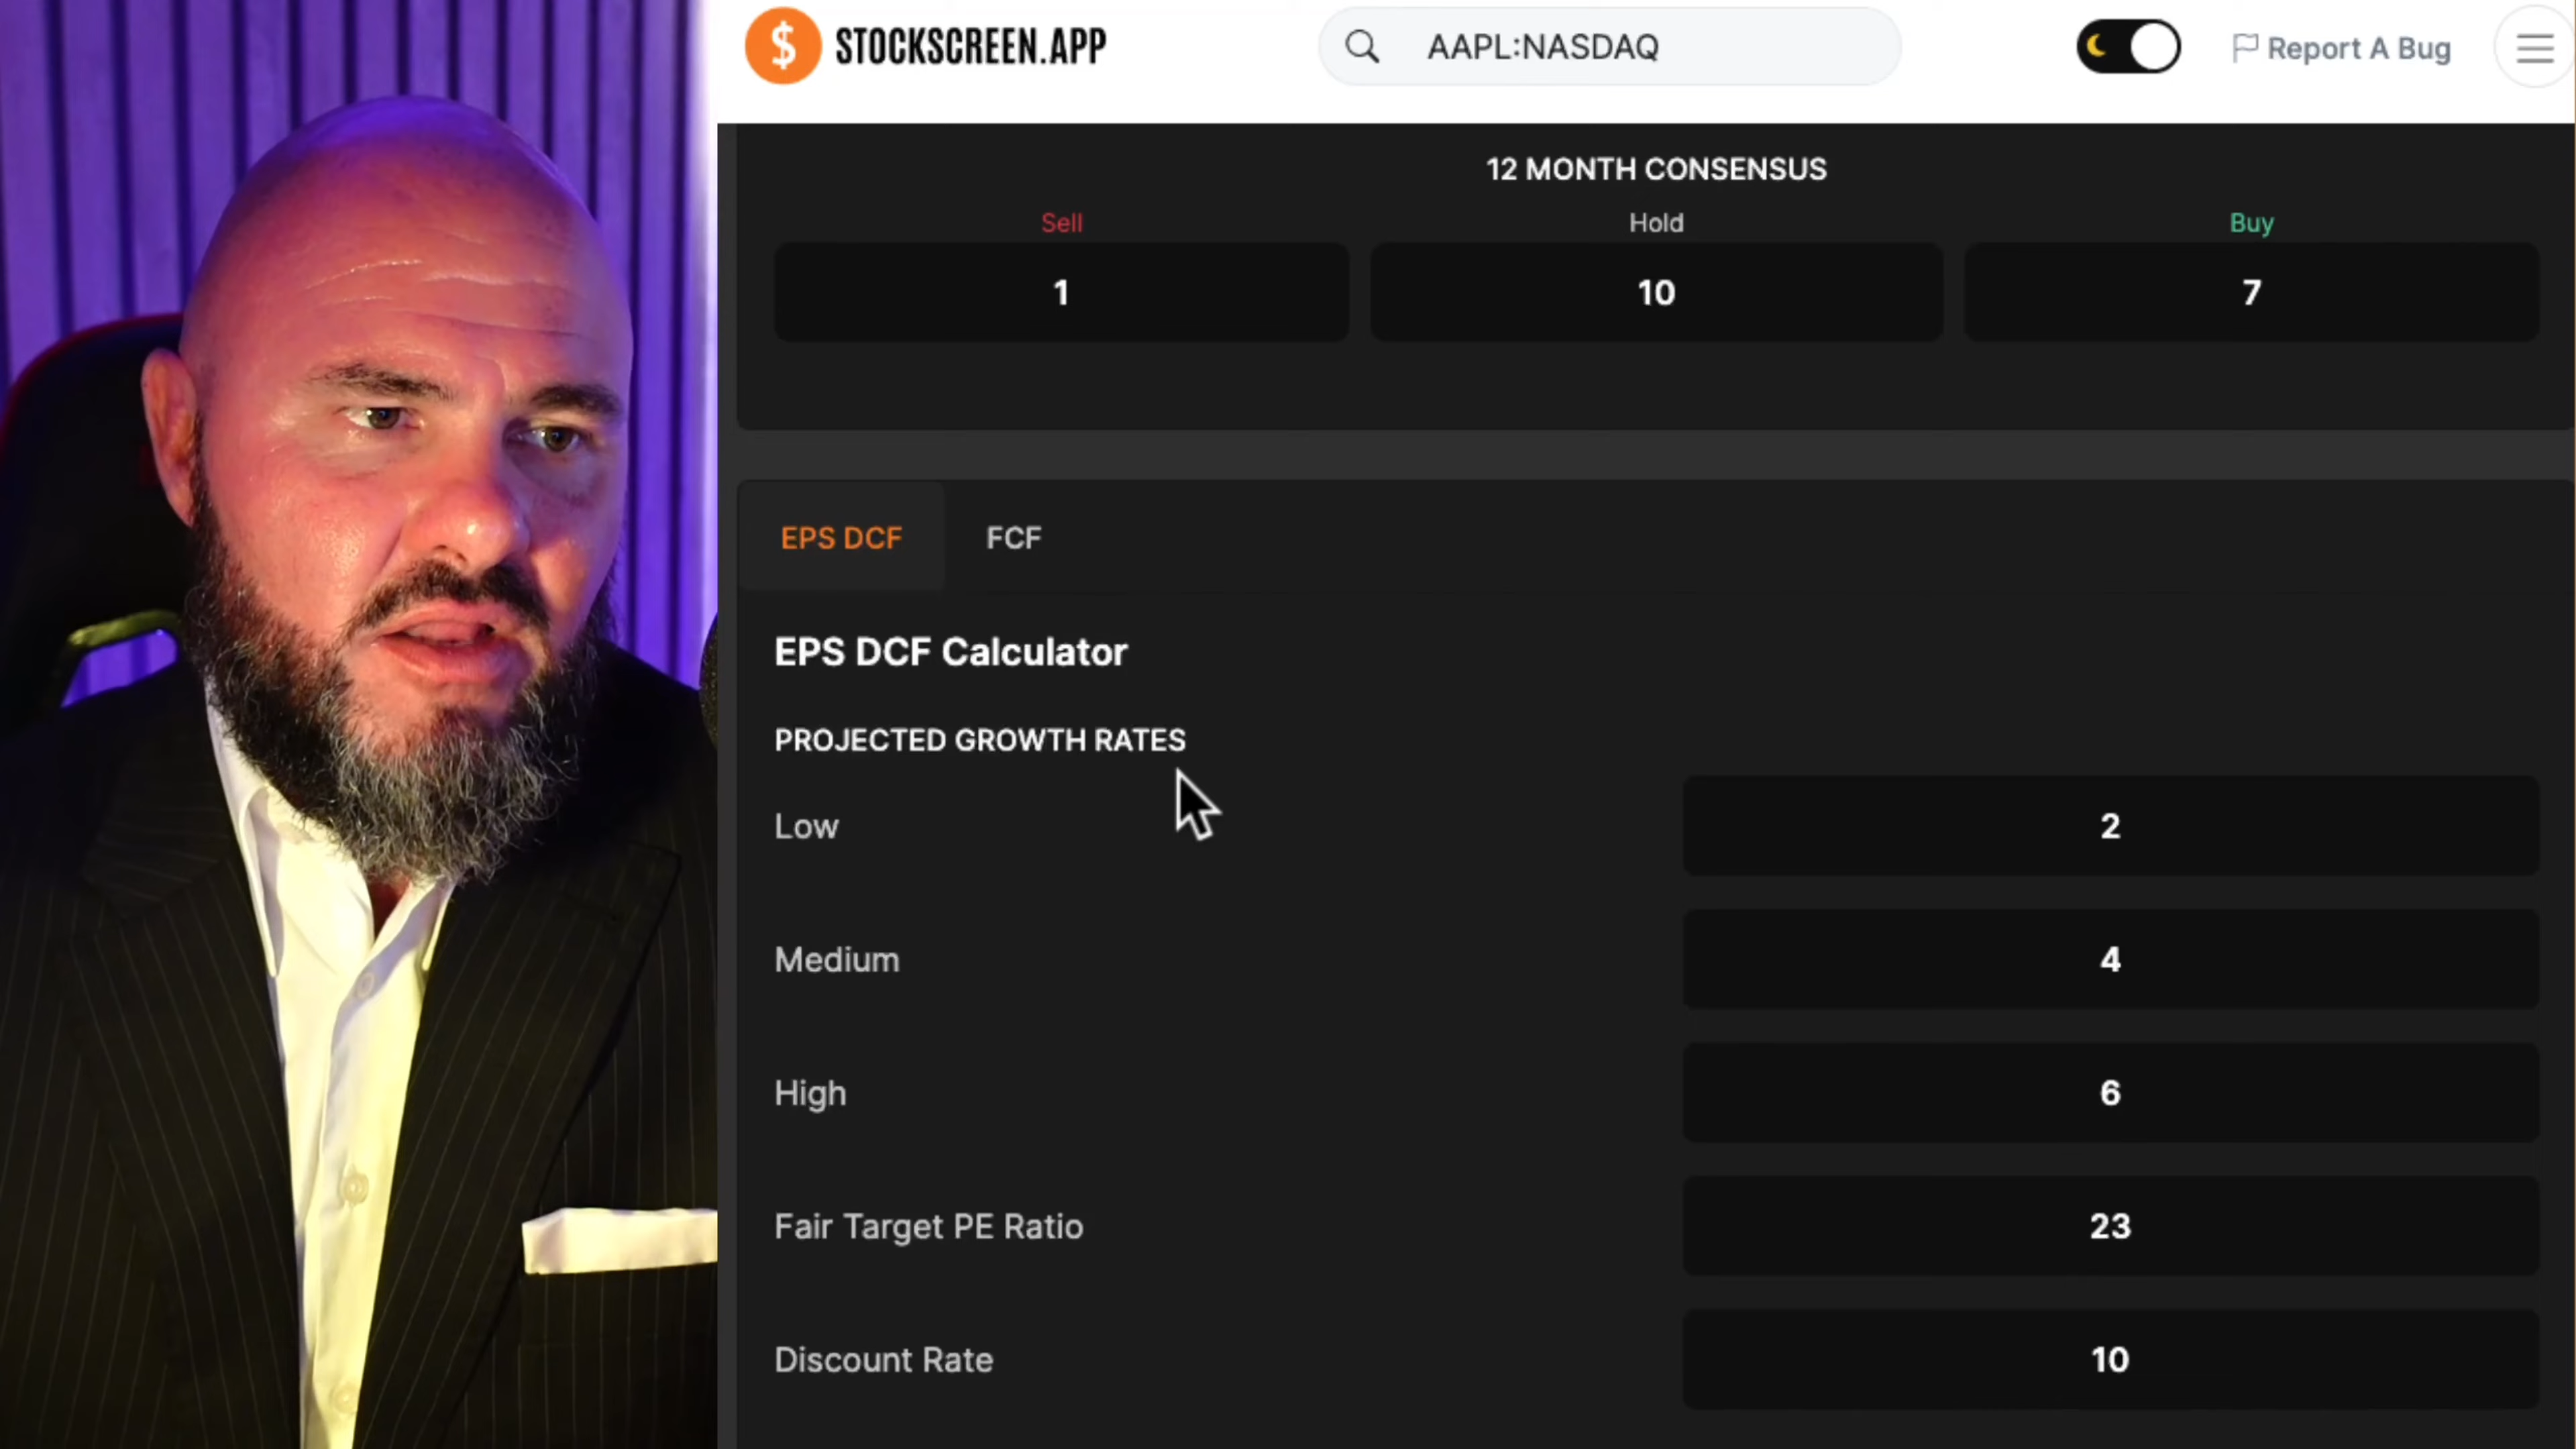 $ STOCKSCREEN.APP
AAPL:NASDAQ
Report A Bug
12 MONTH CONSENSUS
Sell Hold Buy
1 10 7
EPS DCF FCF
EPS DCF Calculator
PROJECTED GROWTH RATES
Low 2
Medium 4
High 6
Fair Target PE Ratio 23
Discount Rate 10